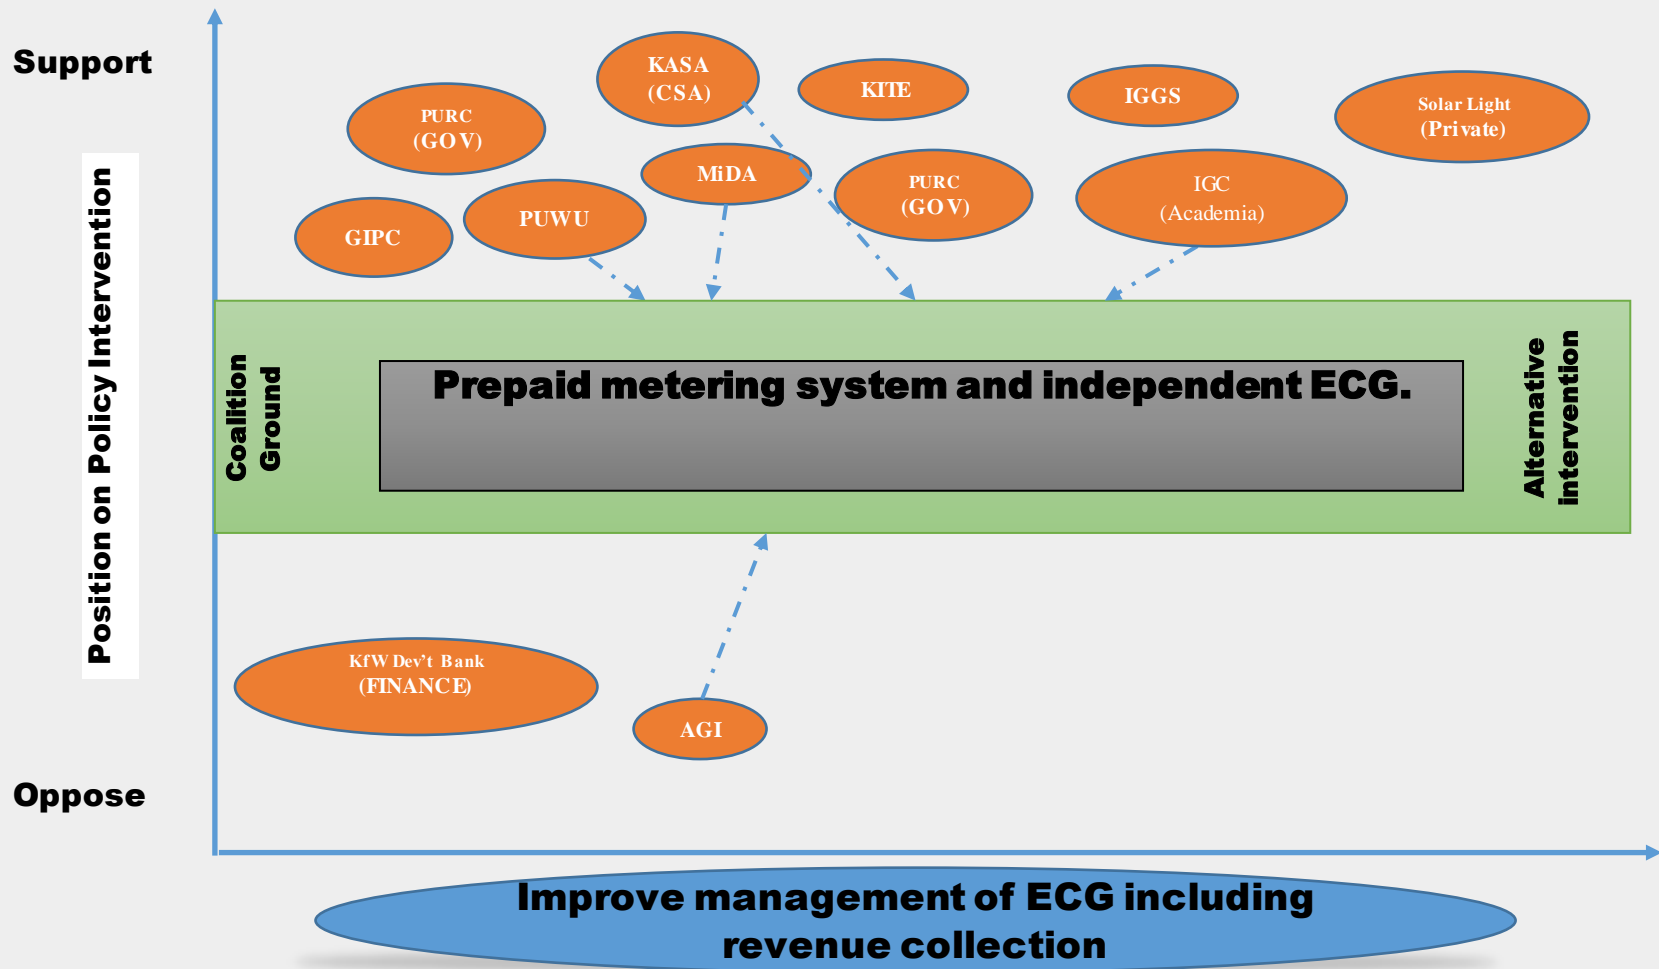 Support
KASA
(CSA)
KITE
IGGS
Solar Light
(Private)
PURC
(GOV)
MiDA
PURC
(GOV)
IGC
(Academia)
PUWU
GIPC
Position on Policy Intervention
Coalition
Ground
Prepaid metering system and independent ECG.
Alternative
intervention
KfW Dev’t Bank
(FINANCE)
AGI
Oppose
Improve management of ECG including
revenue collection